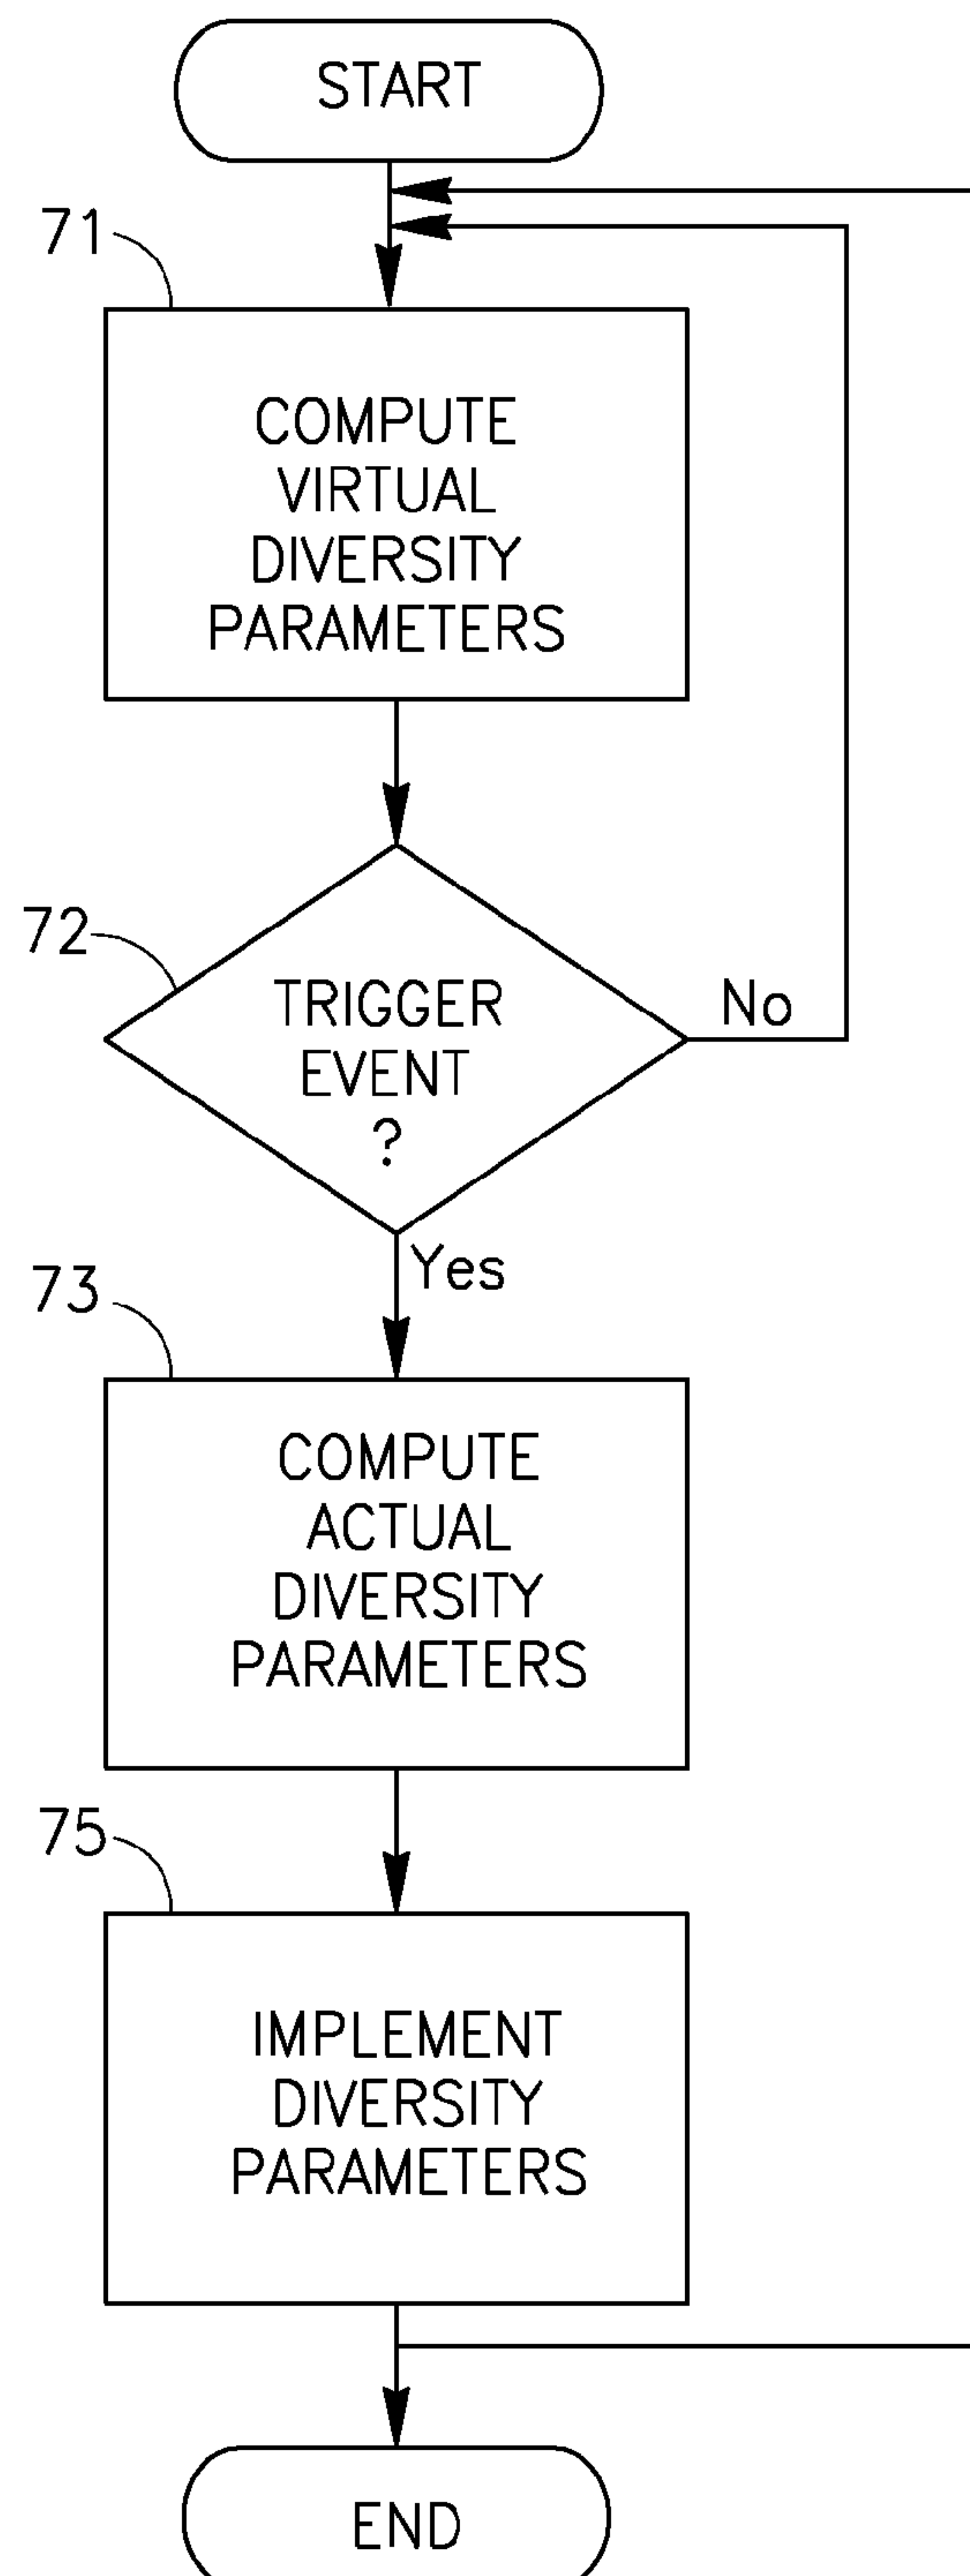 START
71
COMPUTE
VIRTUAL
DIVERSITY
PARAMETERS
72
TRIGGER
EVENT
?
No
Yes
73
COMPUTE
ACTUAL
DIVERSITY
PARAMETERS
75
IMPLEMENT
DIVERSITY
PARAMETERS
END